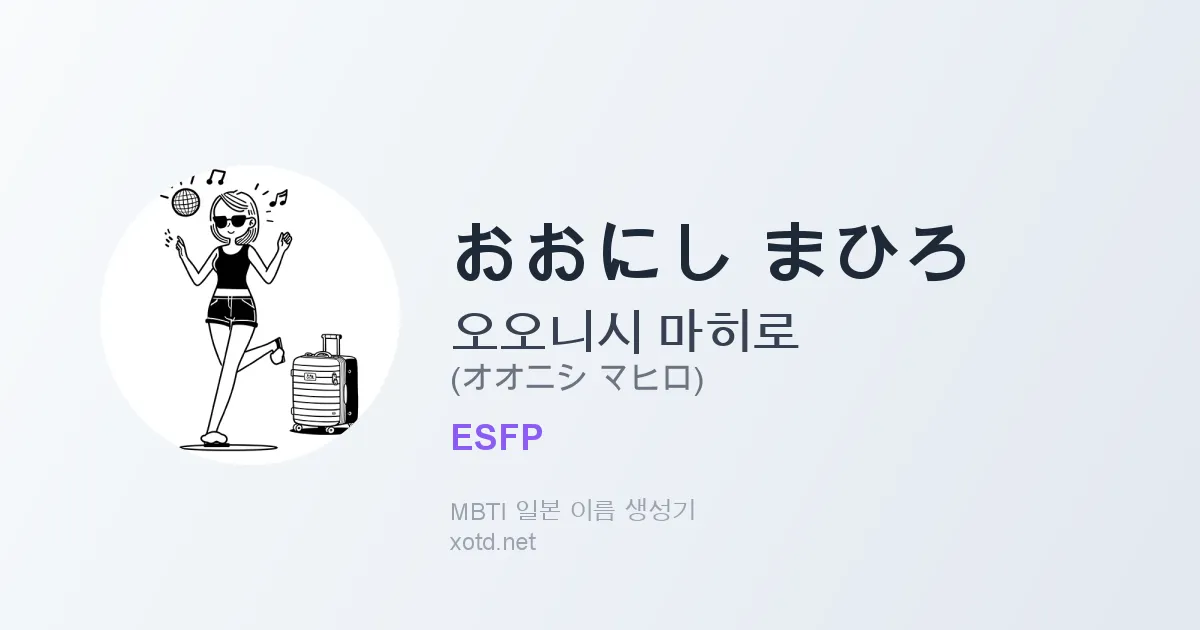 おおにし まひろ
오오니시 마히로
(オオニシ マヒロ)
ESFP
MBTI 일본 이름 생성기
xotd.net